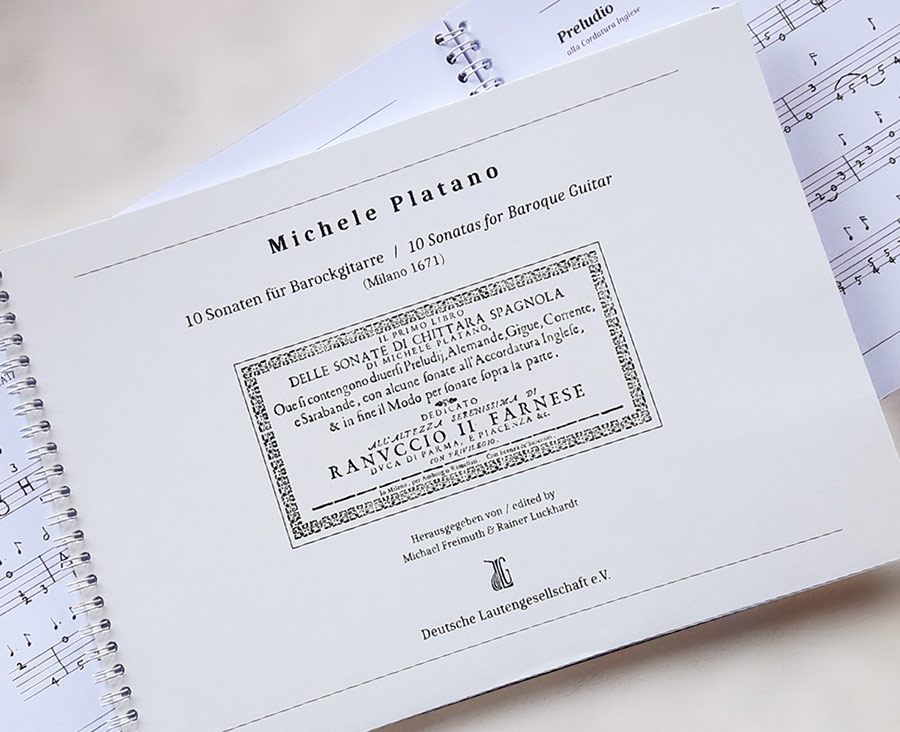 Preludio
alla Cordatura Inglese
Michele Platano
10 Sonaten für Barockgitarre / 10 Sonatas for Baroque Guitar
(Milano 1671)
IL PRIMO LIBRO
DELLE SONATE DI CHITTARA SPAGNOLA
DI MICHELE PLATANO,
Oue si contengono diuersi Preludij, Alemande, Gigue, Corrente,
e Sarabande, con alcune sonate all'Accordatura Inglese,
& in fine il Modo per sonare sopra la parte.
DEDICATO
ALL'ALTEZZA SERENISSIMA DI
RANVCCIO II FARNESE
DVCA DI PARMA, E PIACENZA &c.
CON PRIVILEGIO.
In Milano, per Ambrogio
Herausgegeben von / edited by
Michael Freimuth & Rainer Luckhardt
Deutsche Lautengesellschaft e.V.